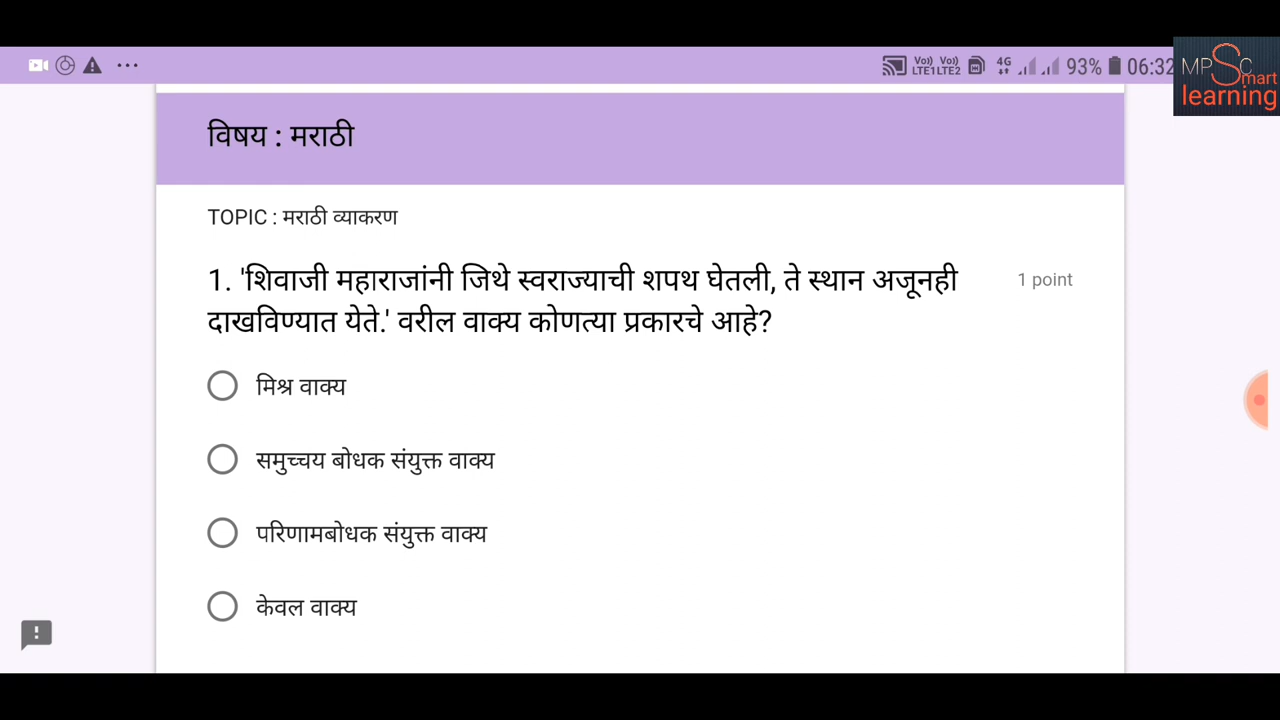 Vo)) Vo)) 4G 93% 06:32
LTE1 LTE2
MPSC
Smart
learning
विषय : मराठी
TOPIC : मराठी व्याकरण
1. 'शिवाजी महाराजांनी जिथे स्वराज्याची शपथ घेतली, ते स्थान अजूनही 1 point
दाखविण्यात येते.' वरील वाक्य कोणत्या प्रकारचे आहे?
मिश्र वाक्य
समुच्चय बोधक संयुक्त वाक्य
परिणामबोधक संयुक्त वाक्य
केवल वाक्य